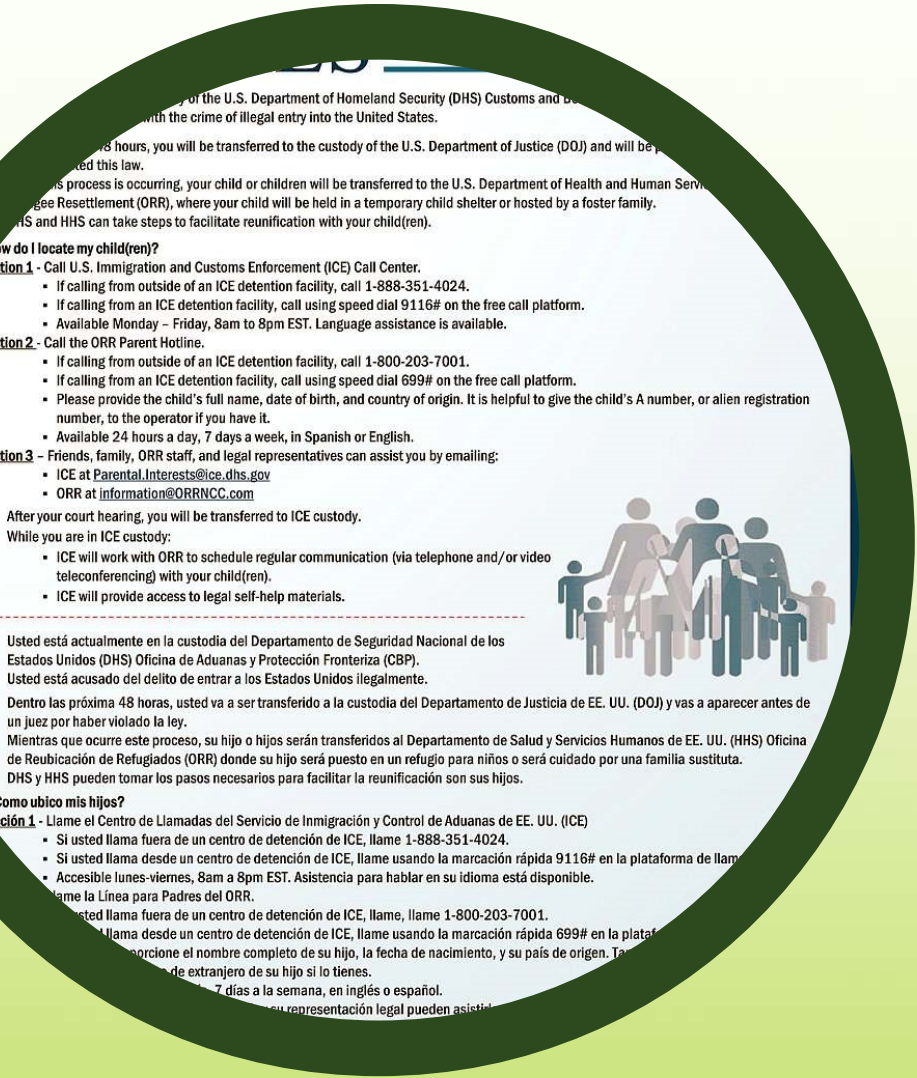 of the U.S. Department of Homeland Security (DHS) Customs and
with the crime of illegal entry into the United States.
hours, you will be transferred to the custody of the U.S. Department of Justice (DOJ) and will be
this law.
process is occurring, your child or children will be transferred to the U.S. Department of Health and Human
Resettlement (ORR), where your child will be held in a temporary child shelter or hosted by a foster family.
and HHS can take steps to facilitate reunification with your child(ren).
do I locate my child(ren)?
1 - Call U.S. Immigration and Customs Enforcement (ICE) Call Center.
▪ If calling from outside of an ICE detention facility, call 1-888-351-4024.
▪ If calling from an ICE detention facility, call using speed dial 9116# on the free call platform.
▪ Available Monday – Friday, 8am to 8pm EST. Language assistance is available.
2 - Call the ORR Parent Hotline.
▪ If calling from outside of an ICE detention facility, call 1-800-203-7001.
▪ If calling from an ICE detention facility, call using speed dial 699# on the free call platform.
▪ Please provide the child's full name, date of birth, and country of origin. It is helpful to give the child's A number, or alien registration
number, to the operator if you have it.
▪ Available 24 hours a day, 7 days a week, in Spanish or English.
3 – Friends, family, ORR staff, and legal representatives can assist you by emailing:
▪ ICE at Parental.Interests@ice.dhs.gov
▪ ORR at information@ORRNCC.com
After your court hearing, you will be transferred to ICE custody.
While you are in ICE custody:
▪ ICE will work with ORR to schedule regular communication (via telephone and/or video
teleconferencing) with your child(ren).
▪ ICE will provide access to legal self-help materials.
Usted está actualmente en la custodia del Departamento de Seguridad Nacional de los
Estados Unidos (DHS) Oficina de Aduanas y Protección Fronteriza (CBP).
Usted está acusado del delito de entrar a los Estados Unidos ilegalmente.
Dentro las próxima 48 horas, usted va a ser transferido a la custodia del Departamento de Justicia de EE. UU. (DOJ) y vas a aparecer antes de
un juez por haber violado la ley.
Mientras que ocurre este proceso, su hijo o hijos serán transferidos al Departamento de Salud y Servicios Humanos de EE. UU. (HHS) Oficina
de Reubicación de Refugiados (ORR) donde su hijo será puesto en un refugio para niños o será cuidado por una familia sustituta.
DHS y HHS pueden tomar los pasos necesarios para facilitar la reunificación son sus hijos.
Como ubico mis hijos?
1 - Llame el Centro de Llamadas del Servicio de Inmigración y Control de Aduanas de EE. UU. (ICE)
▪ Si usted llama fuera de un centro de detención de ICE, llame 1-888-351-4024.
▪ Si usted llama desde un centro de detención de ICE, llame usando la marcación rápida 9116# en la plataforma de
▪ Accesible lunes-viernes, 8am a 8pm EST. Asistencia para hablar en su idioma está disponible.
la Línea para Padres del ORR.
llama fuera de un centro de detención de ICE, llame, llame 1-800-203-7001.
llama desde un centro de detención de ICE, llame usando la marcación rápida 699# en la
el nombre completo de su hijo, la fecha de nacimiento, y su país de origen.
de extranjero de su hijo si lo tienes.
7 días a la semana, en inglés o español.
su representación legal pueden